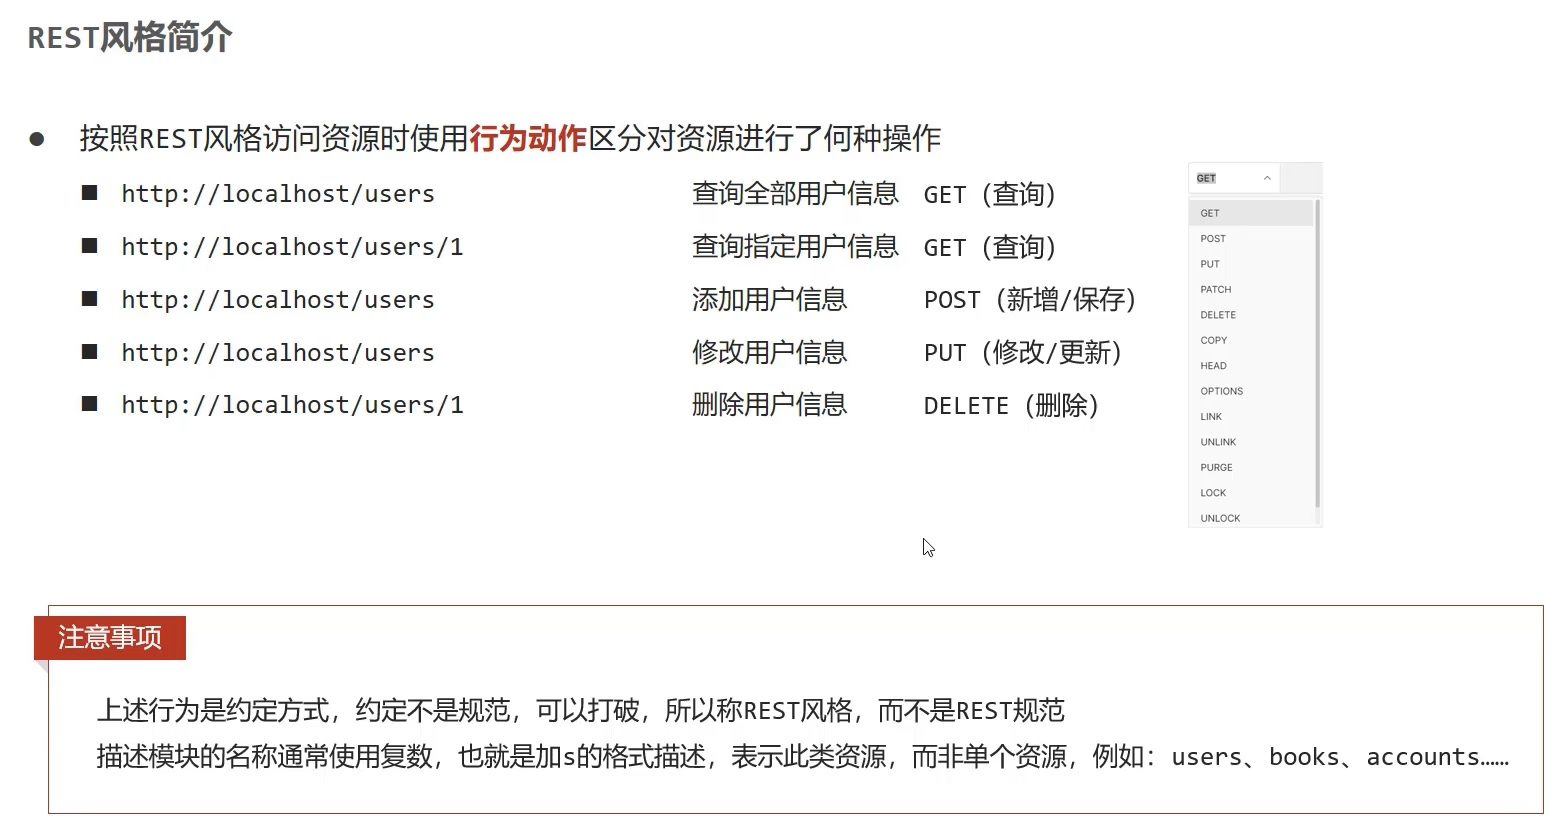 REST风格简介
按照REST风格访问资源时使用行为动作区分对资源进行了何种操作
http://localhost/users 查询全部用户信息 GET（查询）
http://localhost/users/1 查询指定用户信息 GET（查询）
http://localhost/users 添加用户信息 POST（新增/保存）
http://localhost/users 修改用户信息 PUT（修改/更新）
http://localhost/users/1 删除用户信息 DELETE（删除）
GET
GET
POST
PUT
PATCH
DELETE
COPY
HEAD
OPTIONS
LINK
UNLINK
PURGE
LOCK
UNLOCK
注意事项
上述行为是约定方式，约定不是规范，可以打破，所以称REST风格，而不是REST规范
描述模块的名称通常使用复数，也就是加s的格式描述，表示此类资源，而非单个资源，例如：users、books、accounts……